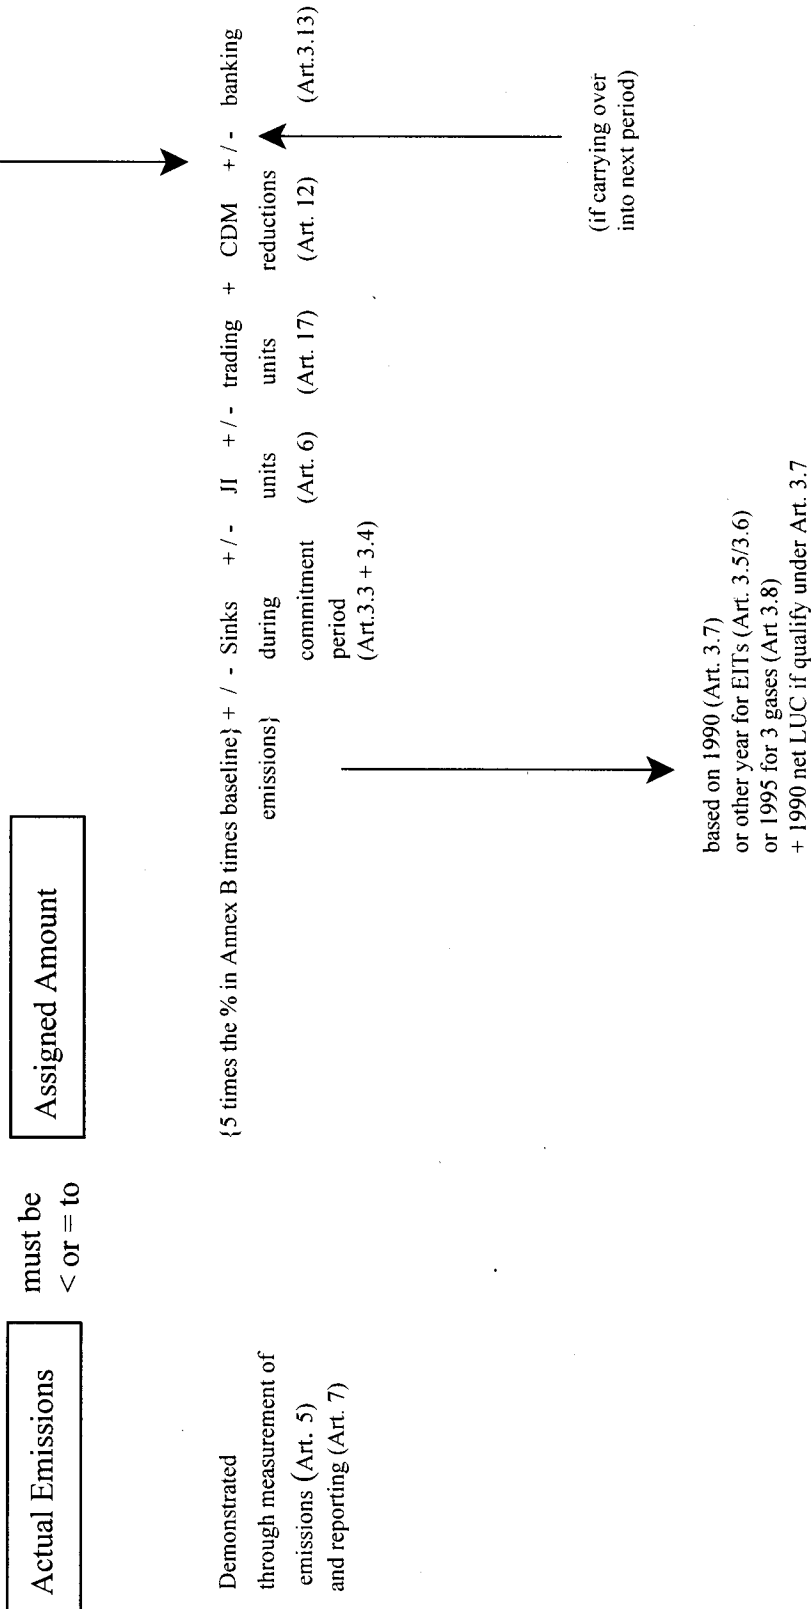 Actual Emissions
must be
< or = to
Assigned Amount
Demonstrated
through measurement of
emissions (Art. 5)
and reporting (Art. 7)
{5 times the % in Annex B times baseline} + / - Sinks +/- JI +/- trading + CDM +/- banking
emissions} during units units reductions
commitment (Art. 6) (Art. 17) (Art. 12) (Art.3.13)
period
(Art.3.3 + 3.4)
(if carrying over
into next period)
based on 1990 (Art. 3.7)
or other year for EITs (Art. 3.5/3.6)
or 1995 for 3 gases (Art 3.8)
+ 1990 net LUC if qualify under Art. 3.7